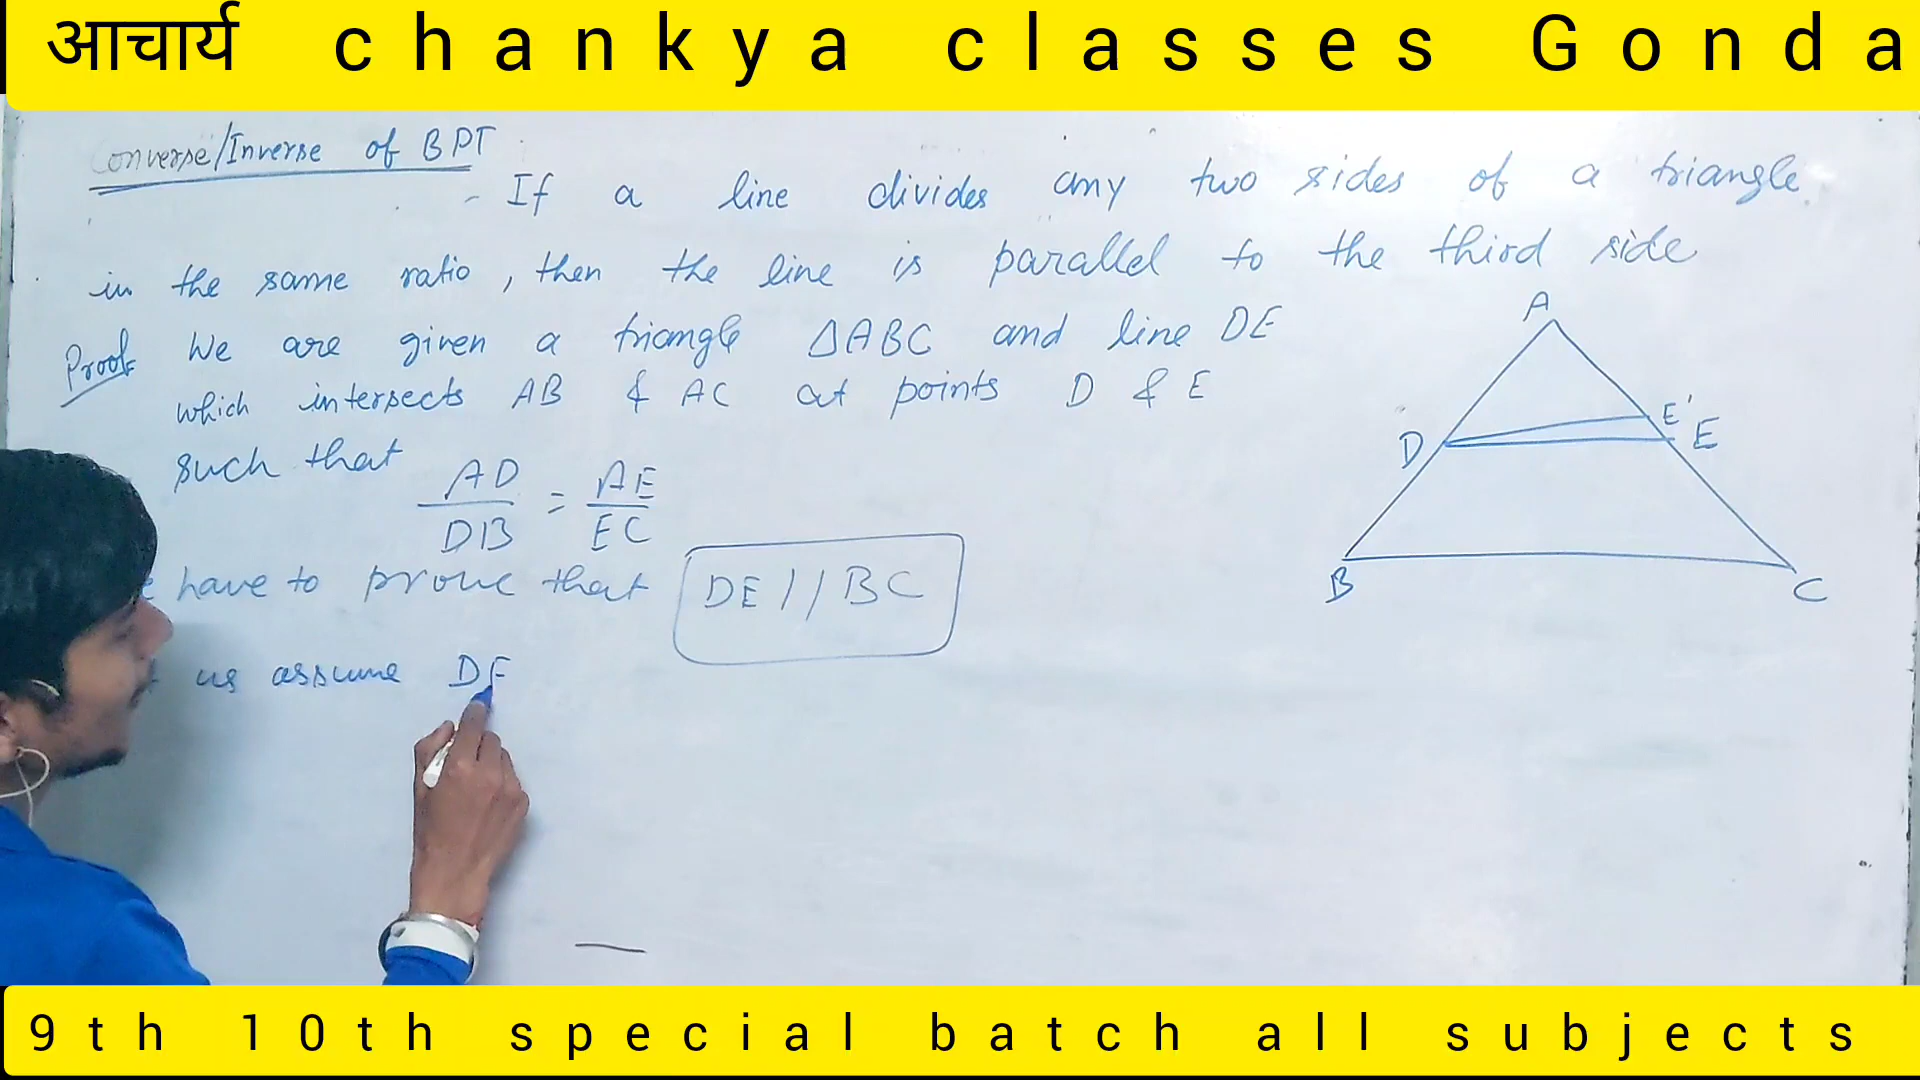 आचार्य chankya classes Gonda
Converse/Inverse of BPT
- If a line divides any two sides of a triangle
in the same ratio, then the line is parallel to the third side
Proof We are given a triangle ΔABC and line DE
which intersects AB & AC at points D & E
such that
AD/DB = AE/EC
have to prove that DE//BC
us assume DE
A
D
E'
E
B
C
9th 10th special batch all subjects